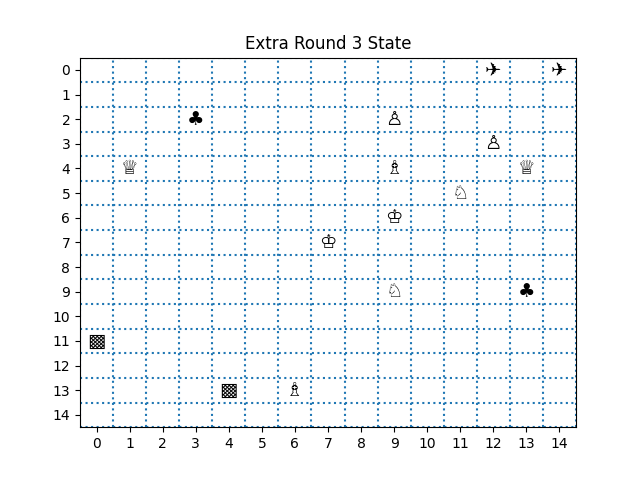 Extra Round 3 State
0 ✈ ✈
1
2 ♣ ♙
3 ♙
4 ♕ ♗ ♕
5 ♘
6 ♔
7 ♔
8
9 ♘ ♣
10
11 ▩
12
13 ▩ ♗
14
0 1 2 3 4 5 6 7 8 9 10 11 12 13 14